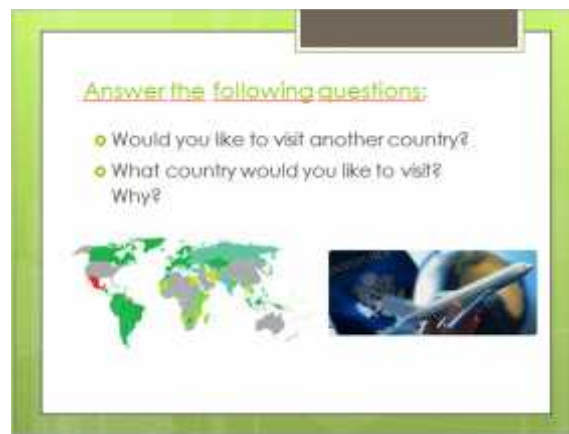 Answer the following questions:
Would you like to visit another country?
What country would you like to visit?
Why?